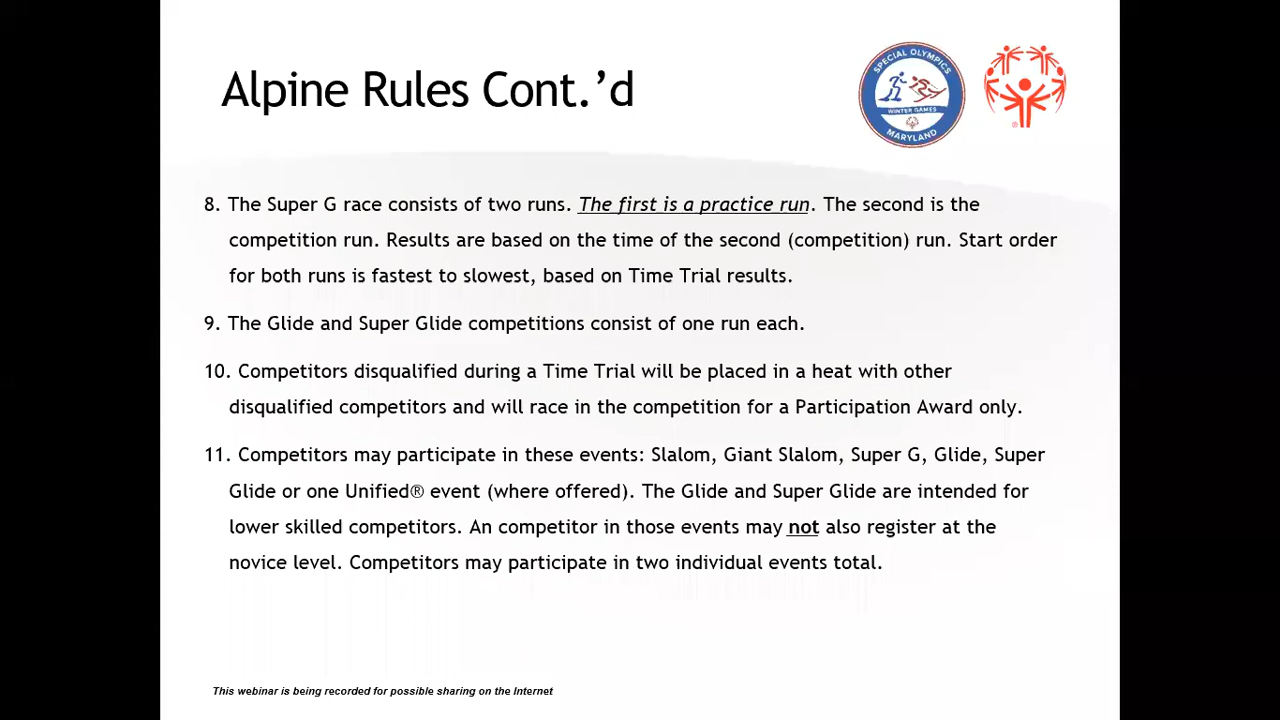 Alpine Rules Cont.’d
SPECIAL OLYMPICS
WINTER GAMES
MARYLAND
®
8. The Super G race consists of two runs. The first is a practice run. The second is the
competition run. Results are based on the time of the second (competition) run. Start order
for both runs is fastest to slowest, based on Time Trial results.
9. The Glide and Super Glide competitions consist of one run each.
10. Competitors disqualified during a Time Trial will be placed in a heat with other
disqualified competitors and will race in the competition for a Participation Award only.
11. Competitors may participate in these events: Slalom, Giant Slalom, Super G, Glide, Super
Glide or one Unified® event (where offered). The Glide and Super Glide are intended for
lower skilled competitors. An competitor in those events may not also register at the
novice level. Competitors may participate in two individual events total.
This webinar is being recorded for possible sharing on the Internet